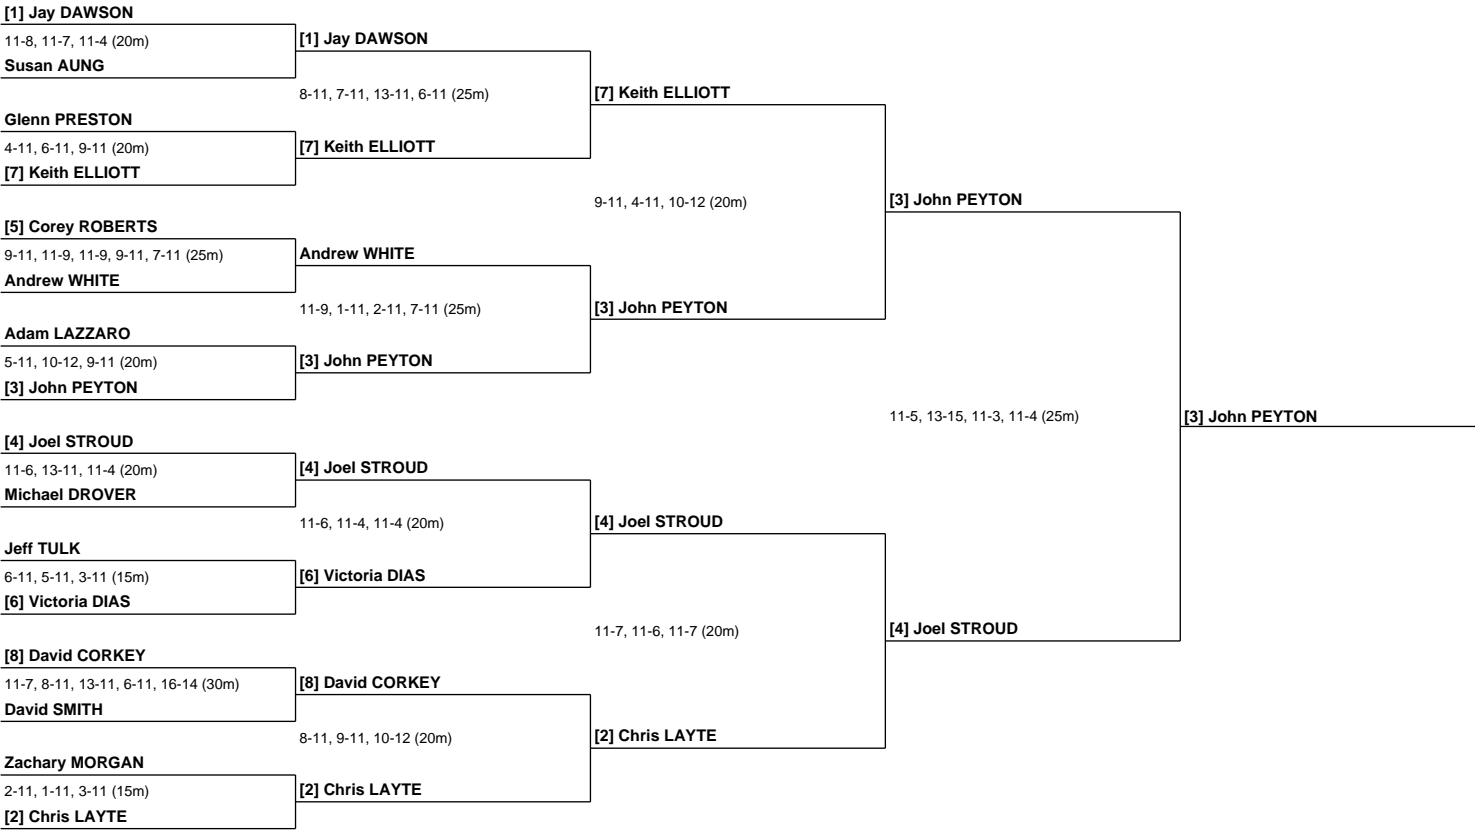 [1] Jay DAWSON
11-8, 11-7, 11-4 (20m)
Susan AUNG
Glenn PRESTON
4-11, 6-11, 9-11 (20m)
[7] Keith ELLIOTT
[5] Corey ROBERTS
9-11, 11-9, 11-9, 9-11, 7-11 (25m)
Andrew WHITE
Adam LAZZARO
5-11, 10-12, 9-11 (20m)
[3] John PEYTON
[4] Joel STROUD
11-6, 13-11, 11-4 (20m)
Michael DROVER
Jeff TULK
6-11, 5-11, 3-11 (15m)
[6] Victoria DIAS
[8] David CORKEY
11-7, 8-11, 13-11, 6-11, 16-14 (30m)
David SMITH
Zachary MORGAN
2-11, 1-11, 3-11 (15m)
[2] Chris LAYTE
[1] Jay DAWSON
8-11, 7-11, 13-11, 6-11 (25m)
[7] Keith ELLIOTT
Andrew WHITE
11-9, 1-11, 2-11, 7-11 (25m)
[3] John PEYTON
[4] Joel STROUD
11-6, 11-4, 11-4 (20m)
[6] Victoria DIAS
[8] David CORKEY
8-11, 9-11, 10-12 (20m)
[2] Chris LAYTE
[7] Keith ELLIOTT
9-11, 4-11, 10-12 (20m)
[3] John PEYTON
[4] Joel STROUD
11-7, 11-6, 11-7 (20m)
[2] Chris LAYTE
[3] John PEYTON
11-5, 13-15, 11-3, 11-4 (25m)
[4] Joel STROUD
[3] John PEYTON